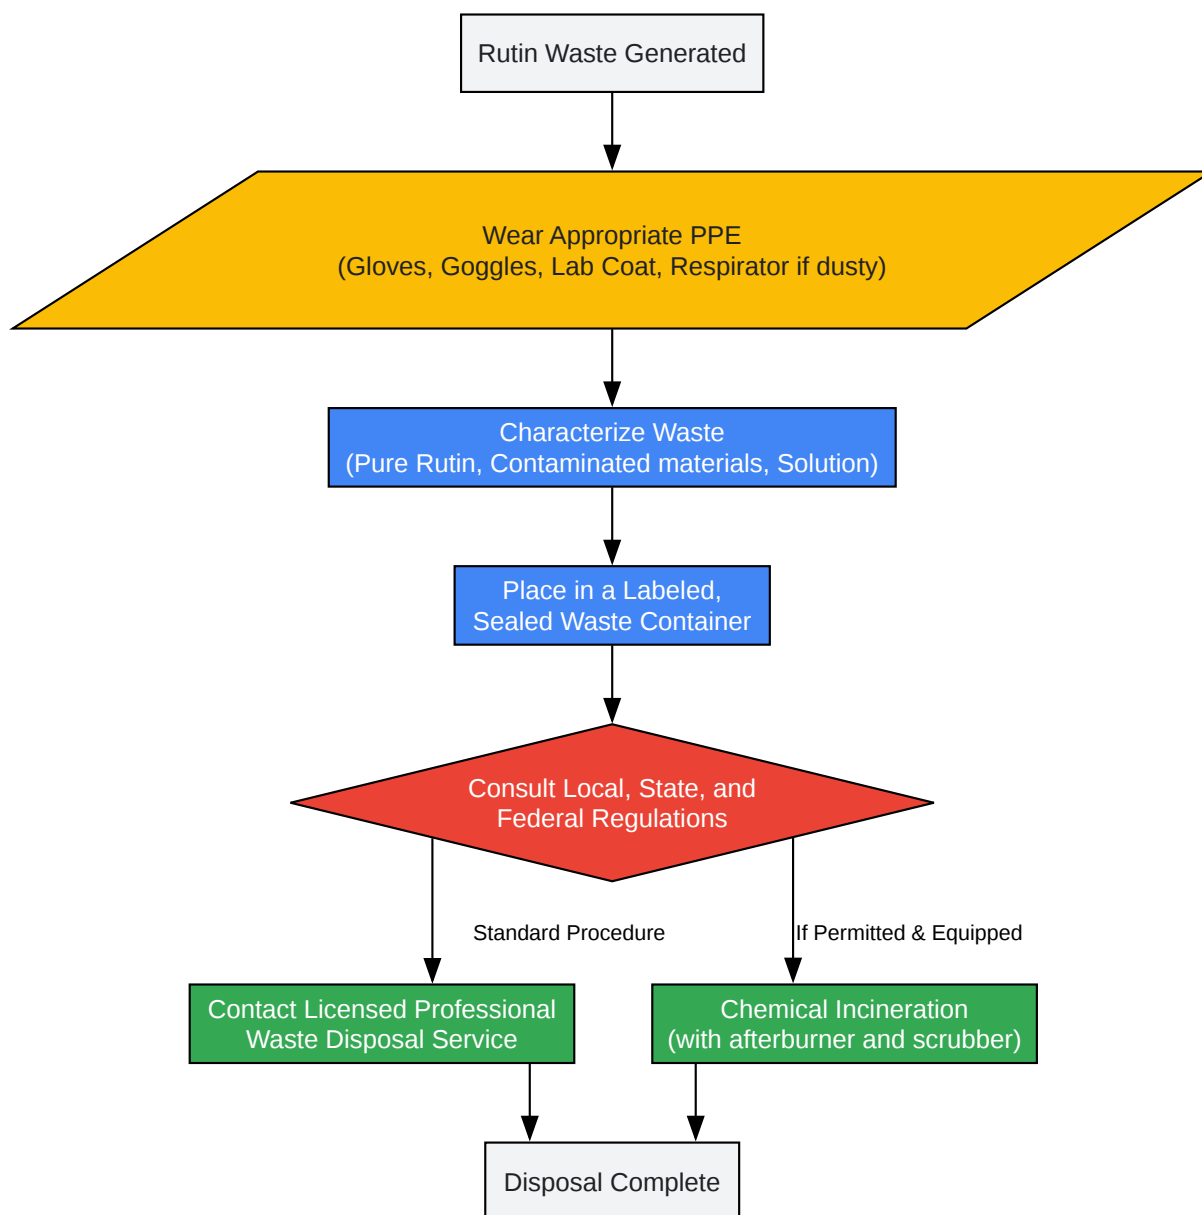 Rutin Waste Generated
Wear Appropriate PPE
(Gloves, Goggles, Lab Coat, Respirator if dusty)
Characterize Waste
(Pure Rutin, Contaminated materials, Solution)
Place in a Labeled,
Sealed Waste Container
Consult Local, State, and
Federal Regulations
Standard Procedure
If Permitted & Equipped
Contact Licensed Professional
Waste Disposal Service
Chemical Incineration
(with afterburner and scrubber)
Disposal Complete